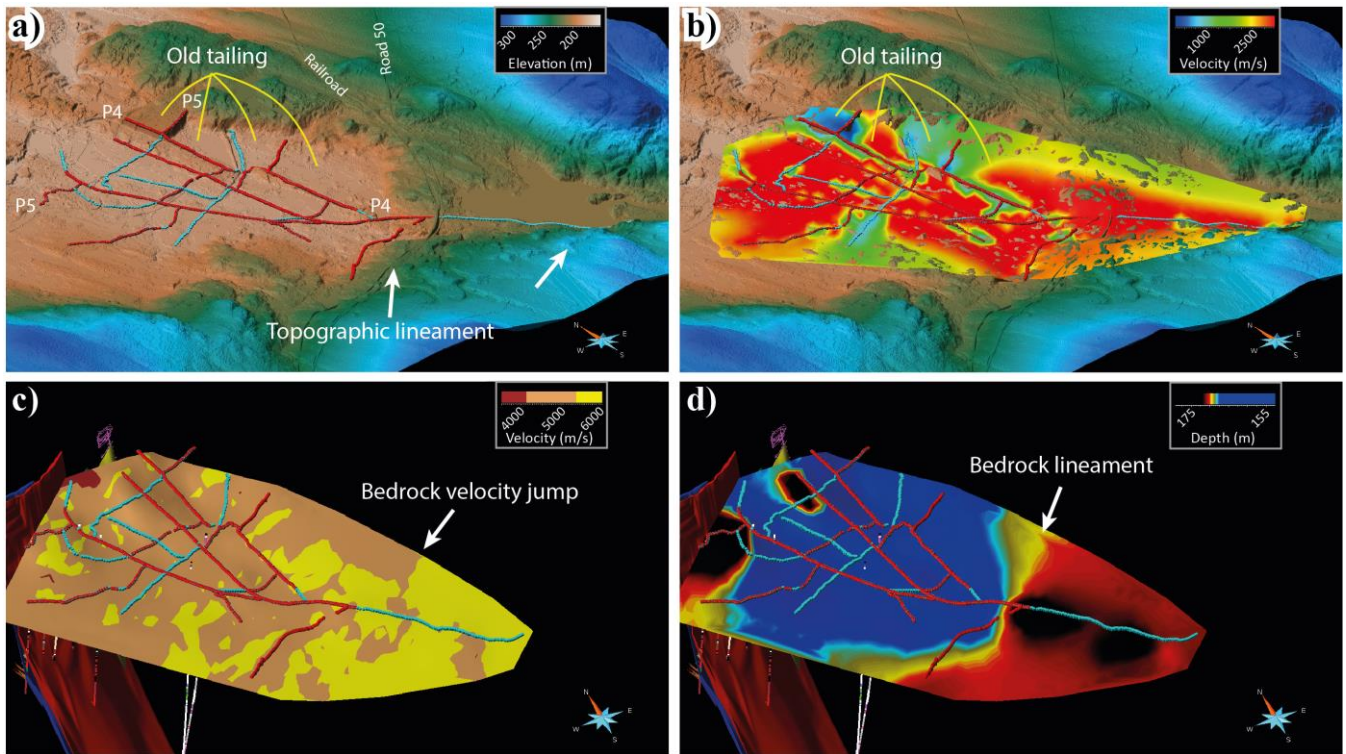 a)
300
250
200
Elevation (m)
Old tailing
Railroad
Road 50
P4
P5
P5
P4
Topographic lineament
N
E
W
S
b)
1000
2500
Velocity (m/s)
Old tailing
N
E
W
S
c)
4000
5000
6000
Velocity (m/s)
Bedrock velocity jump
N
E
W
S
d)
175
155
Depth (m)
Bedrock lineament
N
E
W
S